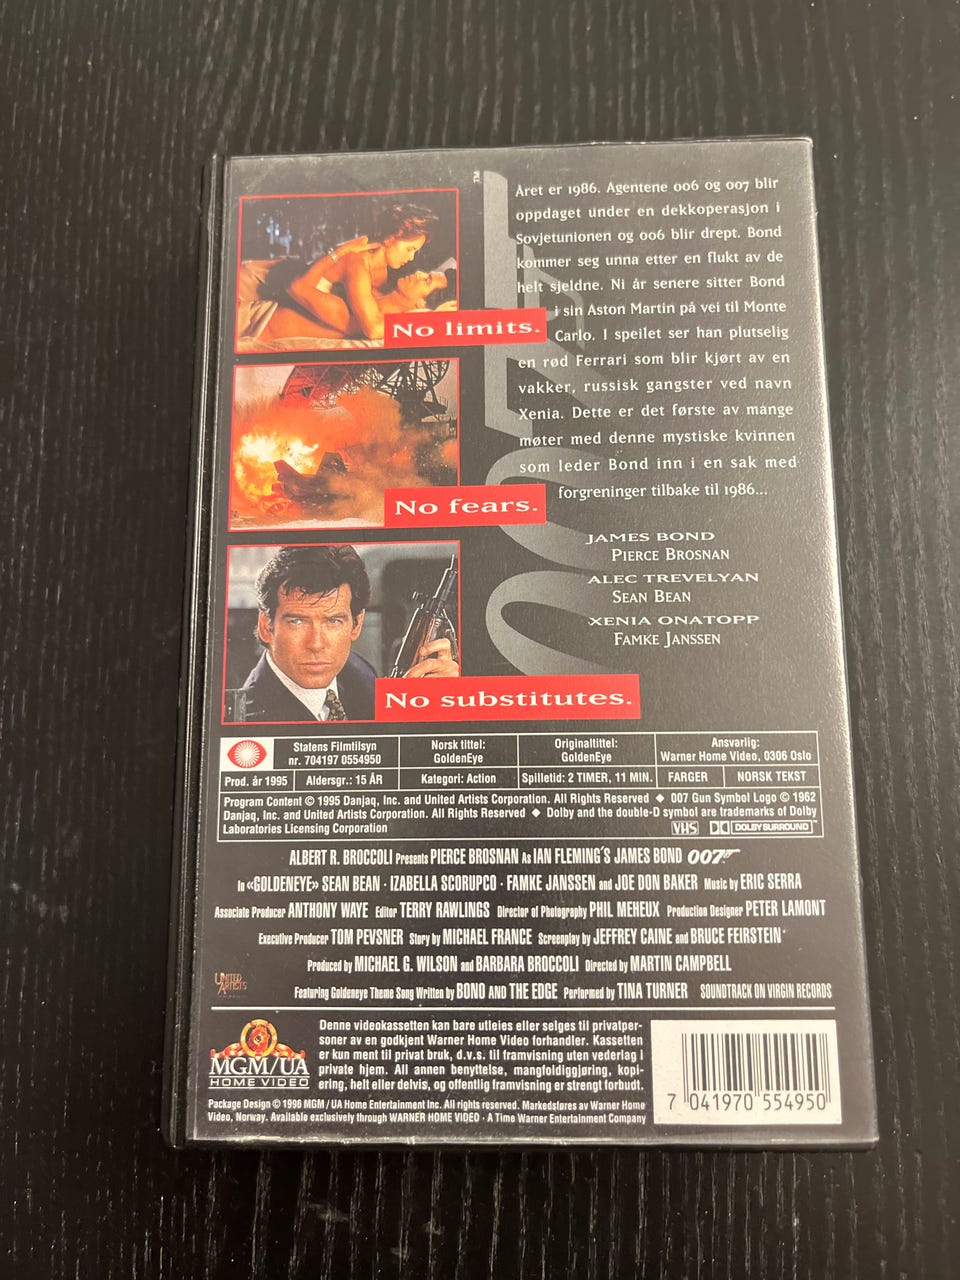 TM
Året er 1986. Agentene 006 og 007 blir
oppdaget under en dekkoperasjon i
Sovjetunionen og 006 blir drept. Bond
kommer seg unna etter en flukt av de
helt sjeldne. Ni år senere sitter Bond
i sin Aston Martin på vei til Monte
Carlo. I speilet ser han plutselig
en rød Ferrari som blir kjørt av en
vakker, russisk gangster ved navn
Xenia. Dette er det første av mange
møter med denne mystiske kvinnen
som leder Bond inn i en sak med
forgreninger tilbake til 1986...
No limits.
No fears.
No substitutes.
007
JAMES BOND
PIERCE BROSNAN
ALEC TREVELYAN
SEAN BEAN
XENIA ONATOPP
FAMKE JANSSEN
Statens Filmtilsyn
nr. 704197 0554950
Norsk tittel:
GoldenEye
Originaltittel:
GoldenEye
Ansvarlig:
Warner Home Video, 0306 Oslo
Prod. år 1995
Aldersgr.: 15 ÅR
Kategori: Action
Spilletid: 2 TIMER, 11 MIN.
FARGER
NORSK TEKST
Program Content © 1995 Danjaq, Inc. and United Artists Corporation. All Rights Reserved ◆ 007 Gun Symbol Logo © 1962
Danjaq, Inc. and United Artists Corporation. All Rights Reserved ◆ Dolby and the double-D symbol are trademarks of Dolby
Laboratories Licensing Corporation
VHS DOLBY SURROUND™
ALBERT R. BROCCOLI Presents PIERCE BROSNAN As IAN FLEMING'S JAMES BOND 007
In «GOLDENEYE» SEAN BEAN · IZABELLA SCORUPCO · FAMKE JANSSEN and JOE DON BAKER Music by ERIC SERRA
Associate Producer ANTHONY WAYE Editor TERRY RAWLINGS Director of Photography PHIL MEHEUX Production Designer PETER LAMONT
Executive Producer TOM PEVSNER Story by MICHAEL FRANCE Screenplay by JEFFREY CAINE and BRUCE FEIRSTEIN
Produced by MICHAEL G. WILSON and BARBARA BROCCOLI Directed by MARTIN CAMPBELL
UNITED
ARTISTS
Featuring Goldeneye Theme Song Written by BONO AND THE EDGE Performed by TINA TURNER SOUNDTRACK ON VIRGIN RECORDS
MGM/UA
HOME VIDEO
Denne videokassetten kan bare utleies eller selges til privatper-
soner av en godkjent Warner Home Video forhandler. Kassetten
er kun ment til privat bruk, d.v.s. til framvisning uten vederlag i
private hjem. All annen benyttelse, mangfoldiggjøring, kopi-
ering, helt eller delvis, og offentlig framvisning er strengt forbudt.
Package Design © 1996 MGM / UA Home Entertainment Inc. All rights reserved. Markedsføres av Warner Home
Video, Norway. Available exclusively through WARNER HOME VIDEO · A Time Warner Entertainment Company
7 041970 554950